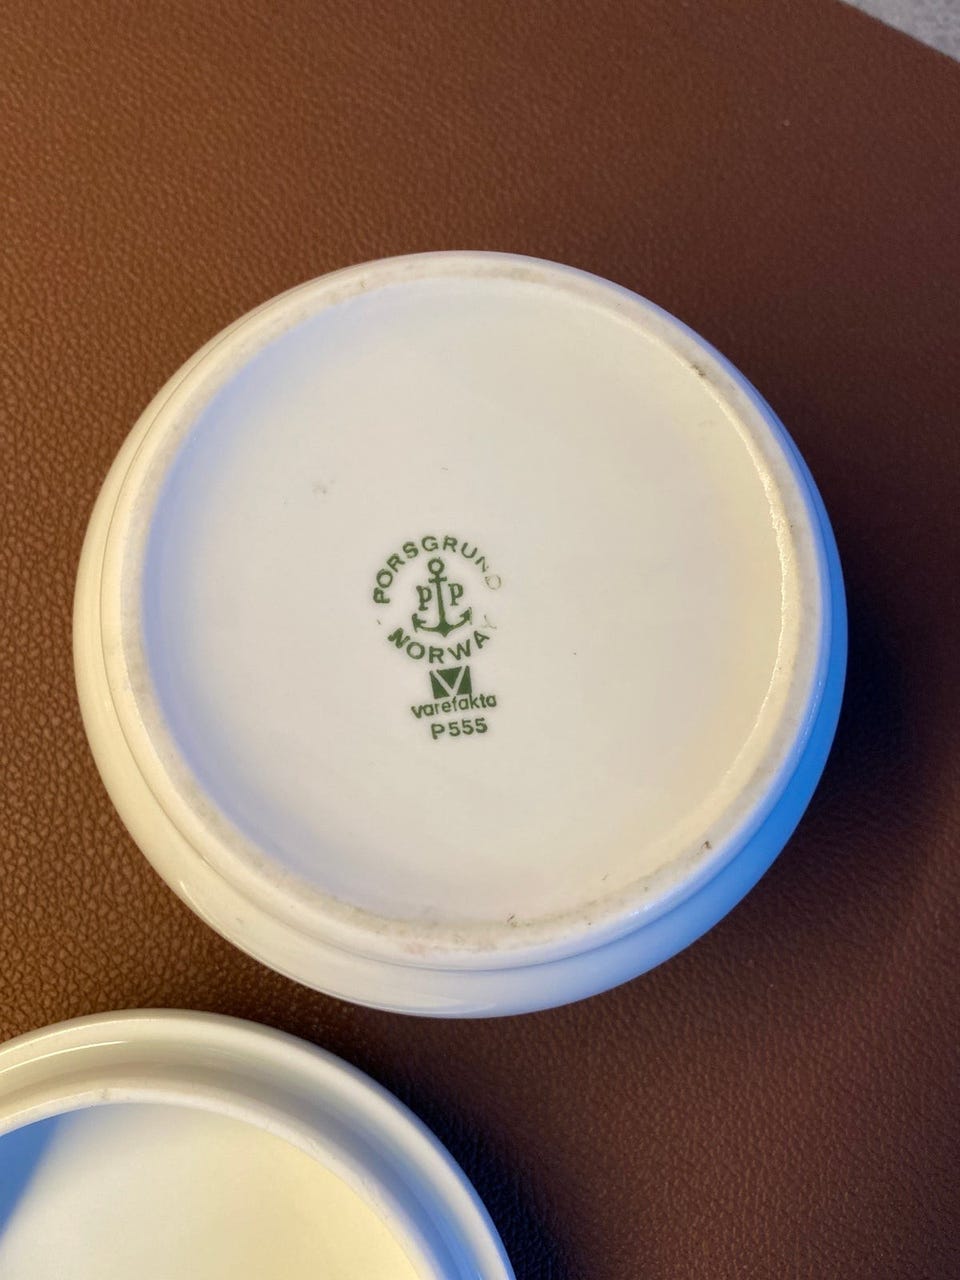 PORSGRUND
PP
NORWAY
varefakta
P555